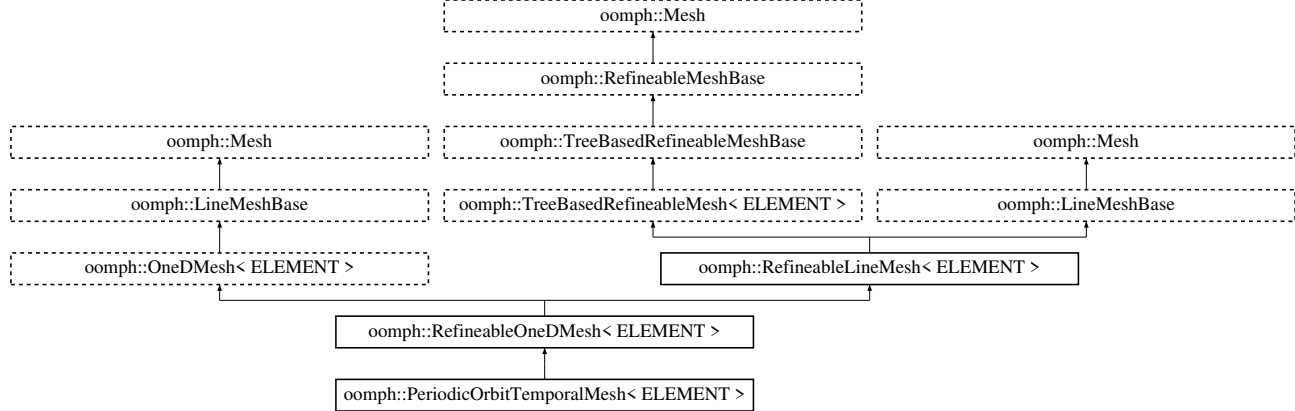 oomph::Mesh
oomph::RefineableMeshBase
oomph::Mesh
oomph::TreeBasedRefineableMeshBase
oomph::Mesh
oomph::LineMeshBase
oomph::TreeBasedRefineableMesh< ELEMENT >
oomph::LineMeshBase
oomph::OneDMesh< ELEMENT >
oomph::RefineableLineMesh< ELEMENT >
oomph::RefineableOneDMesh< ELEMENT >
oomph::PeriodicOrbitTemporalMesh< ELEMENT >